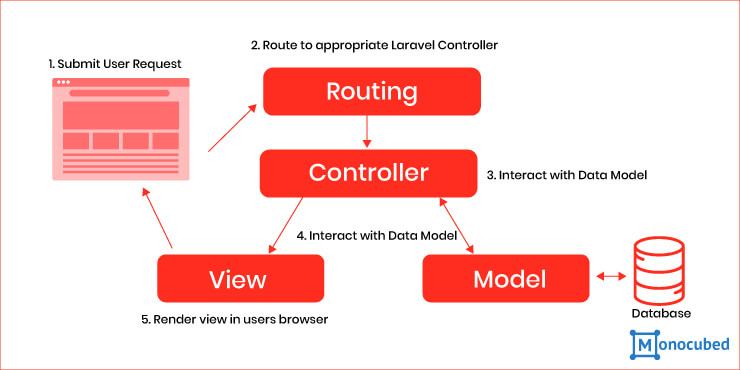 2. Route to appropriate Laravel Controller
1. Submit User Request
Routing
Controller
3. Interact with Data Model
4. Interact with Data Model
View
Model
5. Render view in users browser
Database
Monocubed